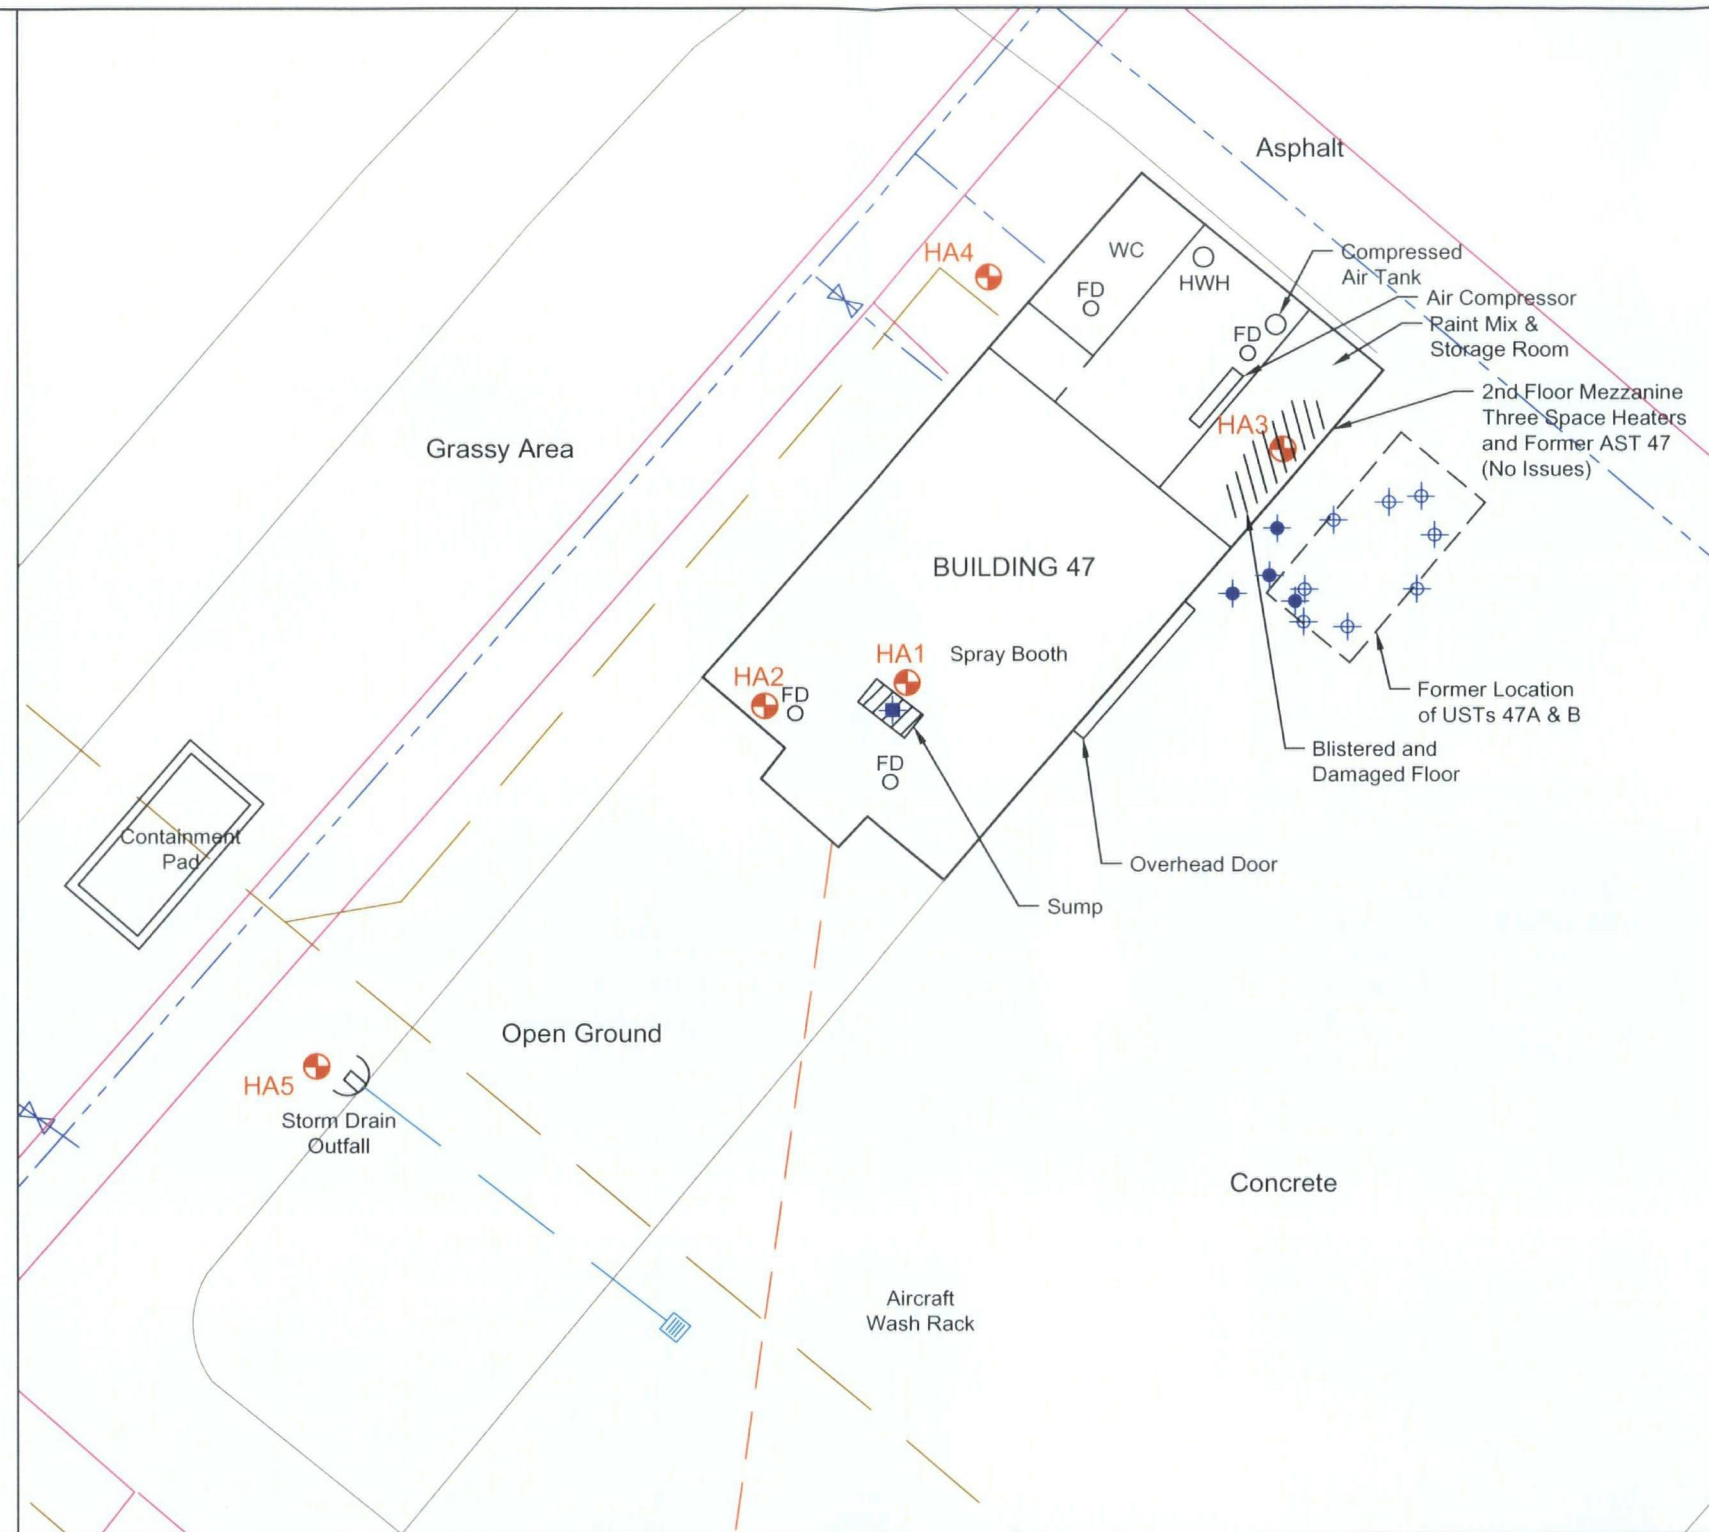 Asphalt
HA4
WC
Compressed
Air Tank
HWH
FD
Air Compressor
Paint Mix &
Storage Room
FD
2nd Floor Mezzanine
Three Space Heaters
and Former AST 47
(No Issues)
HA3
Grassy Area
BUILDING 47
HA1
Spray Booth
HA2
FD
Former Location
of USTs 47A & B
Blistered and
Damaged Floor
FD
Containment
Pad
Overhead Door
Sump
Open Ground
HA5
Storm Drain
Outfall
Concrete
Aircraft
Wash Rack